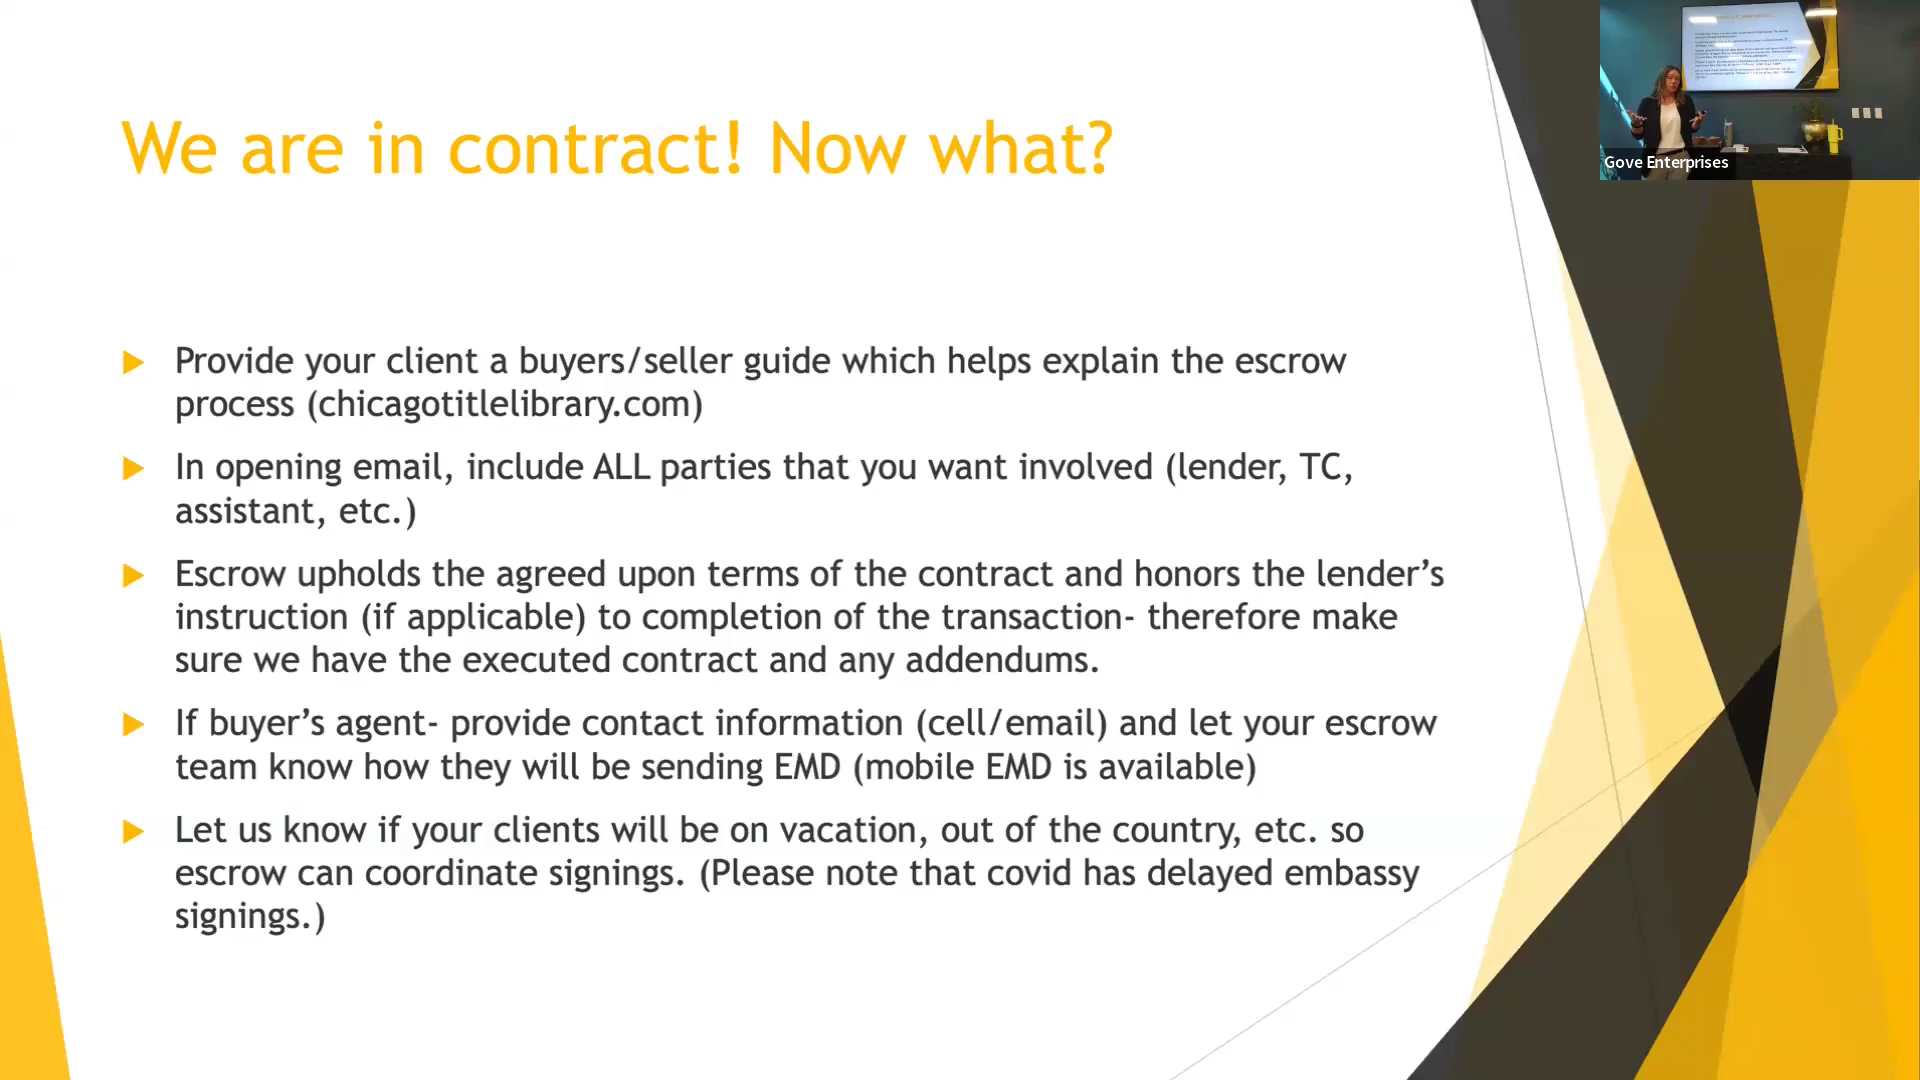 We are in contract! Now what?
Provide your client a buyers/seller guide which helps explain the escrow
process (chicagotitlelibrary.com)
In opening email, include ALL parties that you want involved (lender, TC,
assistant, etc.)
Escrow upholds the agreed upon terms of the contract and honors the lender’s
instruction (if applicable) to completion of the transaction- therefore make
sure we have the executed contract and any addendums.
If buyer’s agent- provide contact information (cell/email) and let your escrow
team know how they will be sending EMD (mobile EMD is available)
Let us know if your clients will be on vacation, out of the country, etc. so
escrow can coordinate signings. (Please note that covid has delayed embassy
signings.)
Gove Enterprises